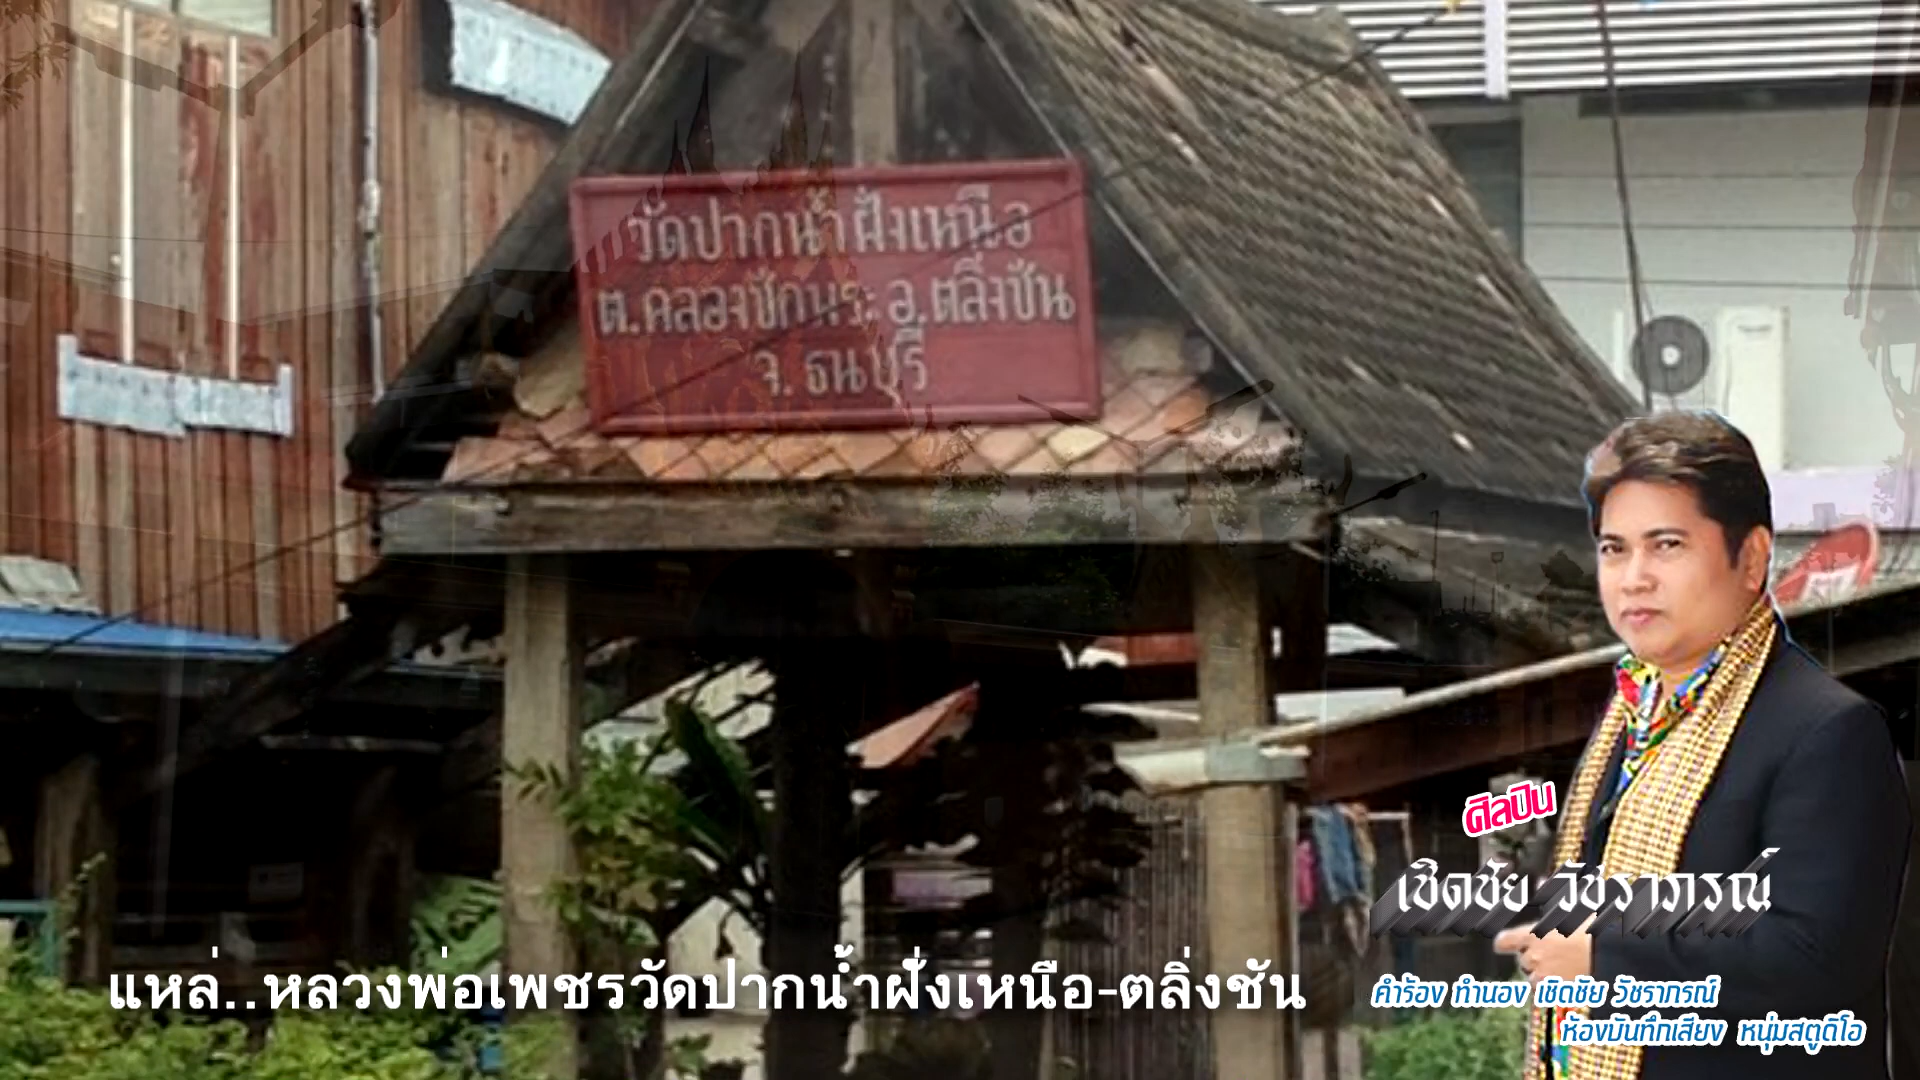 วัดปากน้ำฝั่งเหนือ
ต.คลองชักพระ อ.ตลิ่งชัน
จ. ธนบุรี
ศิลปิน
เชิดชัย วัชราภรณ์
แหล่..หลวงพ่อเพชรวัดปากน้ำฝั่งเหนือ-ตลิ่งชัน
คำร้อง ทำนอง เชิดชัย วัชราภรณ์
ห้องบันทึกเสียง หนุ่มสตูดิโอ